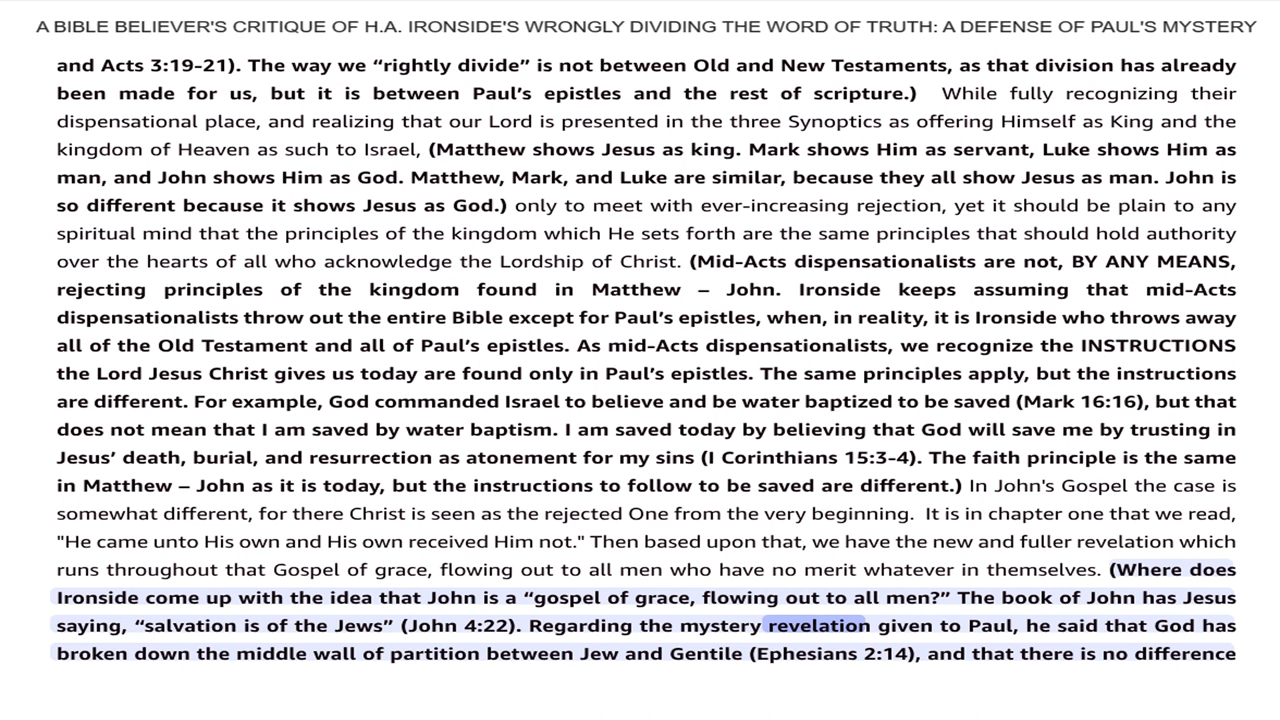 A BIBLE BELIEVER'S CRITIQUE OF H.A. IRONSIDE'S WRONGLY DIVIDING THE WORD OF TRUTH: A DEFENSE OF PAUL'S MYSTERY
and Acts 3:19-21). The way we “rightly divide” is not between Old and New Testaments, as that division has already
been made for us, but it is between Paul’s epistles and the rest of scripture.) While fully recognizing their
dispensational place, and realizing that our Lord is presented in the three Synoptics as offering Himself as King and the
kingdom of Heaven as such to Israel, (Matthew shows Jesus as king. Mark shows Him as servant, Luke shows Him as
man, and John shows Him as God. Matthew, Mark, and Luke are similar, because they all show Jesus as man. John is
so different because it shows Jesus as God.) only to meet with ever-increasing rejection, yet it should be plain to any
spiritual mind that the principles of the kingdom which He sets forth are the same principles that should hold authority
over the hearts of all who acknowledge the Lordship of Christ. (Mid-Acts dispensationalists are not, BY ANY MEANS,
rejecting principles of the kingdom found in Matthew – John. Ironside keeps assuming that mid-Acts
dispensationalists throw out the entire Bible except for Paul’s epistles, when, in reality, it is Ironside who throws away
all of the Old Testament and all of Paul’s epistles. As mid-Acts dispensationalists, we recognize the INSTRUCTIONS
the Lord Jesus Christ gives us today are found only in Paul’s epistles. The same principles apply, but the instructions
are different. For example, God commanded Israel to believe and be water baptized to be saved (Mark 16:16), but that
does not mean that I am saved by water baptism. I am saved today by believing that God will save me by trusting in
Jesus’ death, burial, and resurrection as atonement for my sins (I Corinthians 15:3-4). The faith principle is the same
in Matthew – John as it is today, but the instructions to follow to be saved are different.) In John's Gospel the case is
somewhat different, for there Christ is seen as the rejected One from the very beginning. It is in chapter one that we read,
"He came unto His own and His own received Him not." Then based upon that, we have the new and fuller revelation which
runs throughout that Gospel of grace, flowing out to all men who have no merit whatever in themselves. (Where does
Ironside come up with the idea that John is a “gospel of grace, flowing out to all men?” The book of John has Jesus
saying, “salvation is of the Jews” (John 4:22). Regarding the mystery revelation given to Paul, he said that God has
broken down the middle wall of partition between Jew and Gentile (Ephesians 2:14), and that there is no difference